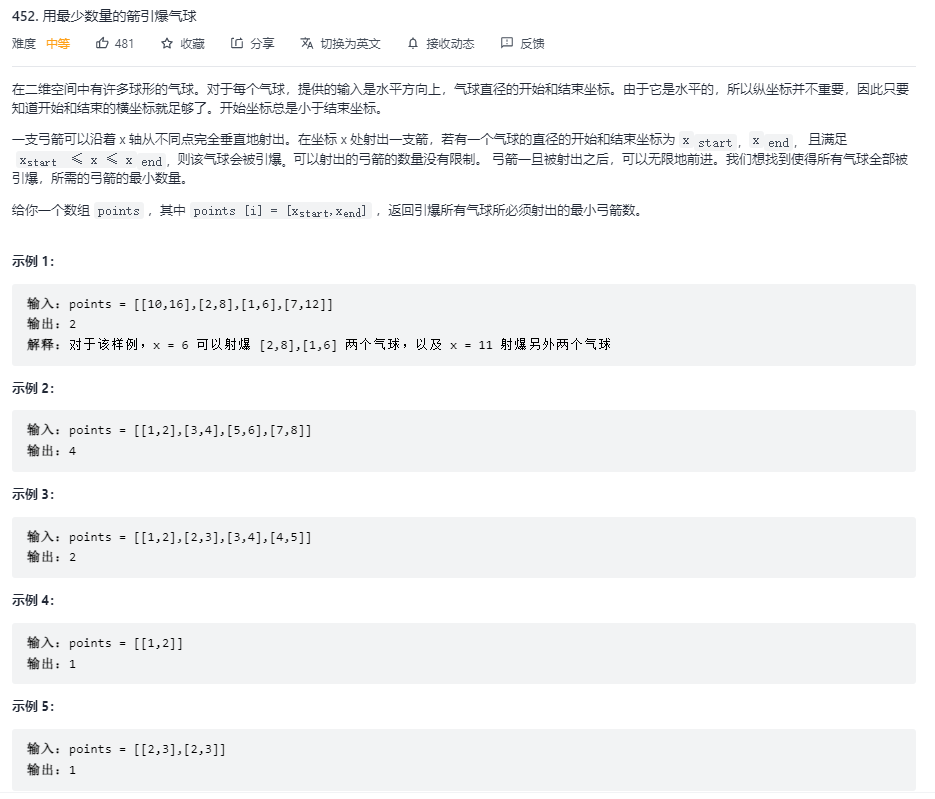 452. 用最少数量的箭引爆气球
难度 中等 481 收藏 分享 切换为英文 接收动态 反馈
在二维空间中有许多球形的气球。对于每个气球，提供的输入是水平方向上，气球直径的开始和结束坐标。由于它是水平的，所以纵坐标并不重要，因此只要
知道开始和结束的横坐标就足够了。开始坐标总是小于结束坐标。
一支弓箭可以沿着 x 轴从不同点完全垂直地射出。在坐标 x 处射出一支箭，若有一个气球的直径的开始和结束坐标为 x start，x end， 且满足
xstart ≤ x ≤ x end，则该气球会被引爆。可以射出的弓箭的数量没有限制。 弓箭一旦被射出之后，可以无限地前进。我们想找到使得所有气球全部被
引爆，所需的弓箭的最小数量。
给你一个数组 points ，其中 points [i] = [xstart,xend] ，返回引爆所有气球所必须射出的最小弓箭数。
示例 1：
输入：points = [[10,16],[2,8],[1,6],[7,12]]
输出：2
解释：对于该样例，x = 6 可以射爆 [2,8],[1,6] 两个气球，以及 x = 11 射爆另外两个气球
示例 2：
输入：points = [[1,2],[3,4],[5,6],[7,8]]
输出：4
示例 3：
输入：points = [[1,2],[2,3],[3,4],[4,5]]
输出：2
示例 4：
输入：points = [[1,2]]
输出：1
示例 5：
输入：points = [[2,3],[2,3]]
输出：1